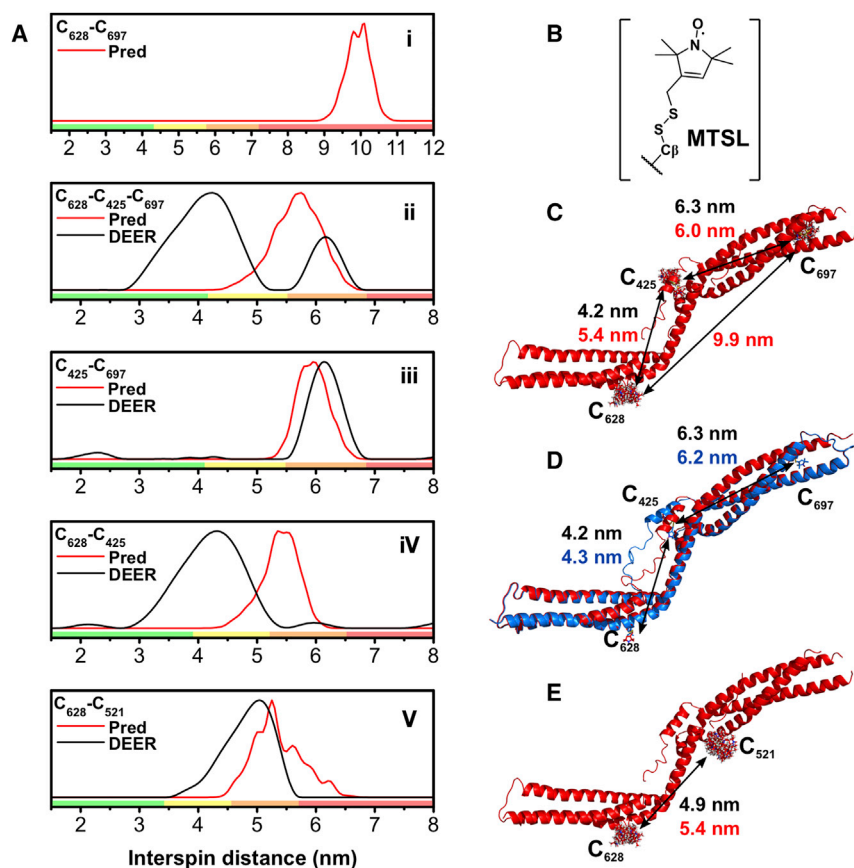 A
C628-C697
Pred
i
2 3 4 5 6 7 8 9 10 11 12
C628-C425-C697
Pred
DEER
ii
2 3 4 5 6 7 8
C425-C697
Pred
DEER
iii
2 3 4 5 6 7 8
C628-C425
Pred
DEER
iV
2 3 4 5 6 7 8
C628-C521
Pred
DEER
V
2 3 4 5 6 7 8
Interspin distance (nm)
B
O
N
S
S
Cβ
MTSL
C
6.3 nm
6.0 nm
C425
C697
4.2 nm
5.4 nm
9.9 nm
C628
D
6.3 nm
6.2 nm
C425
C697
4.2 nm
4.3 nm
C628
E
C521
4.9 nm
5.4 nm
C628